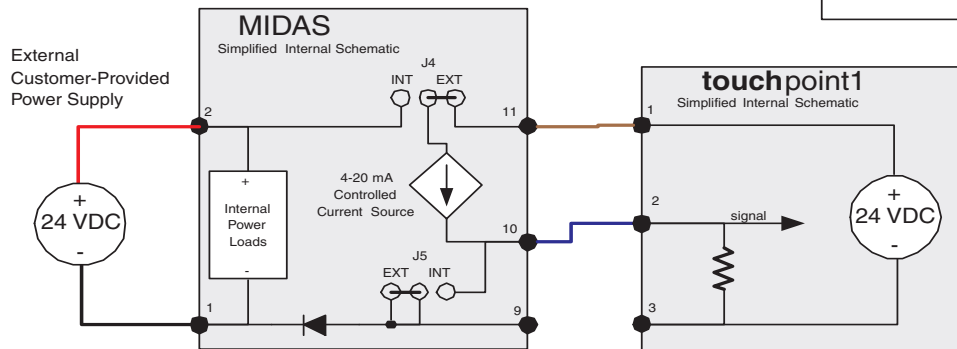 MIDAS
Simplified Internal Schematic
External
Customer-Provided
Power Supply
J4
INT
EXT
touchpoint1
Simplified Internal Schematic
2
11
1
+
24 VDC
-
+
Internal
Power
Loads
-
4-20 mA
Controlled
Current Source
10
2
signal
+
24 VDC
-
J5
EXT
INT
1
9
3